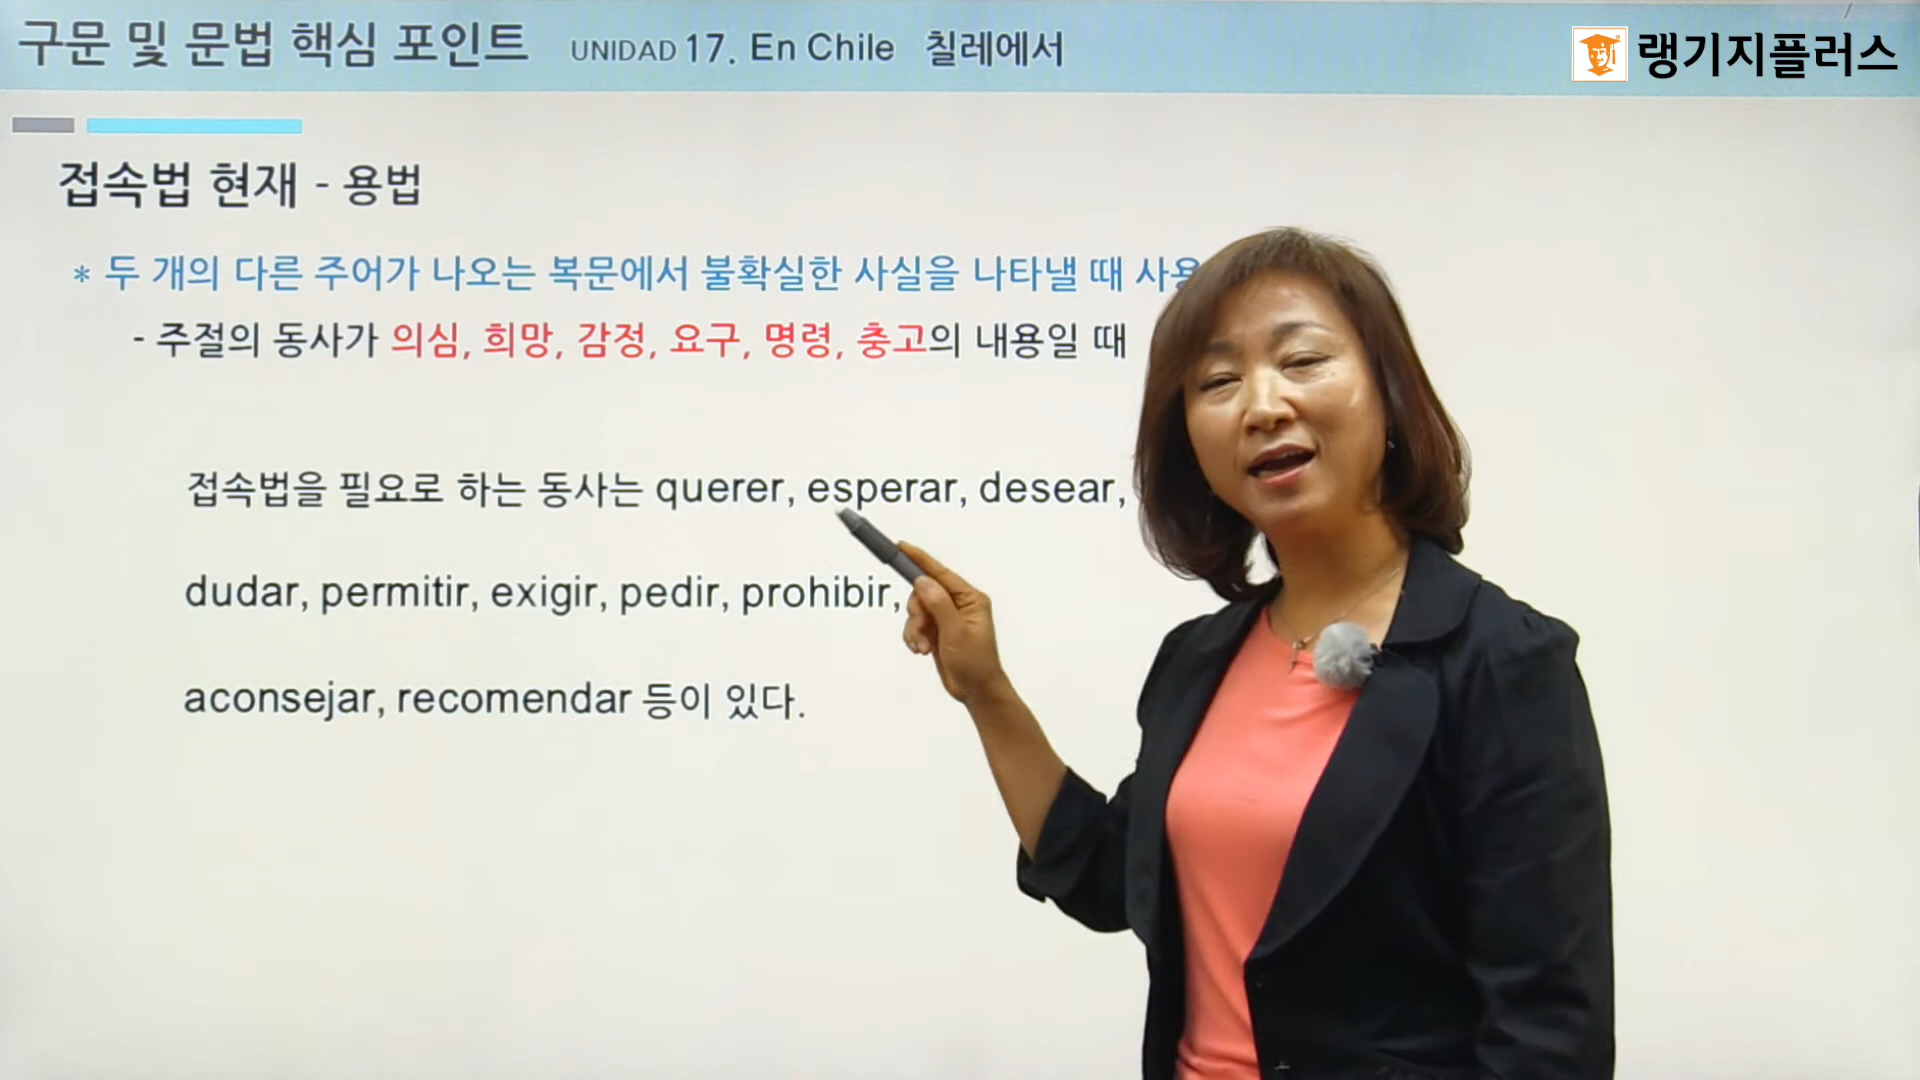 구문 및 문법 핵심 포인트 UNIDAD 17. En Chile 칠레에서
랭기지플러스
접속법 현재 - 용법
* 두 개의 다른 주어가 나오는 복문에서 불확실한 사실을 나타낼 때
- 주절의 동사가 의심, 희망, 감정, 요구, 명령, 충고의 내용일 때
접속법을 필요로 하는 동사는 querer, esperar, desear,
dudar, permitir, exigir, pedir, prohibir,
aconsejar, recomendar 등이 있다.